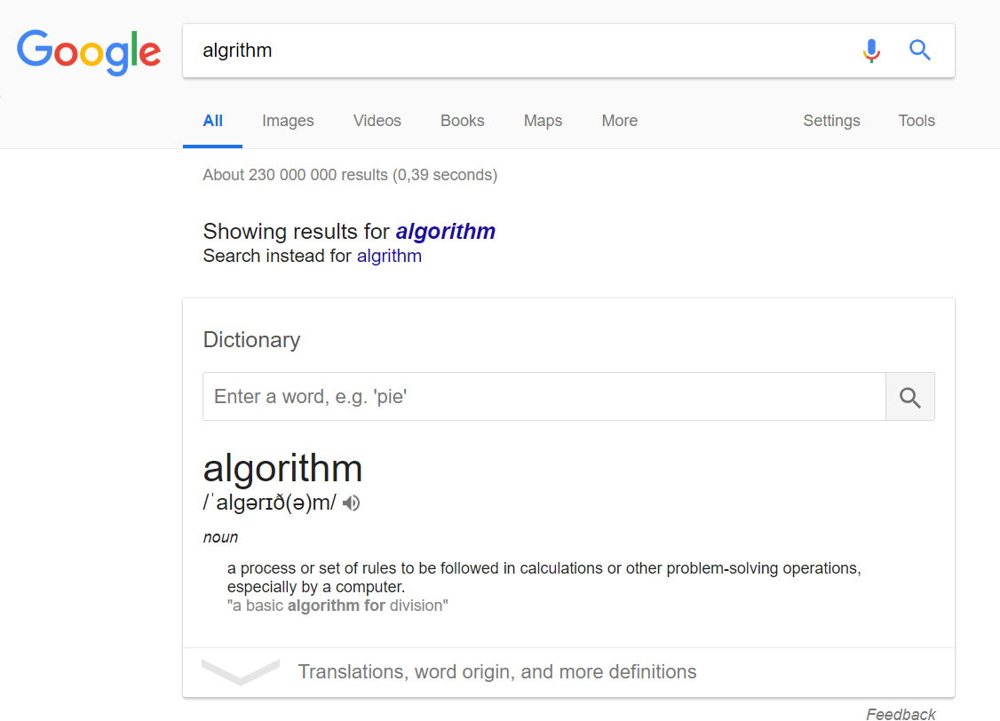 Google
algrithm
All Images Videos Books Maps More Settings Tools
About 230 000 000 results (0,39 seconds)
Showing results for algorithm
Search instead for algrithm
Dictionary
Enter a word, e.g. 'pie'
algorithm
/ˈalɡərɪð(ə)m/
noun
a process or set of rules to be followed in calculations or other problem-solving operations,
especially by a computer.
"a basic algorithm for division"
Translations, word origin, and more definitions
Feedback